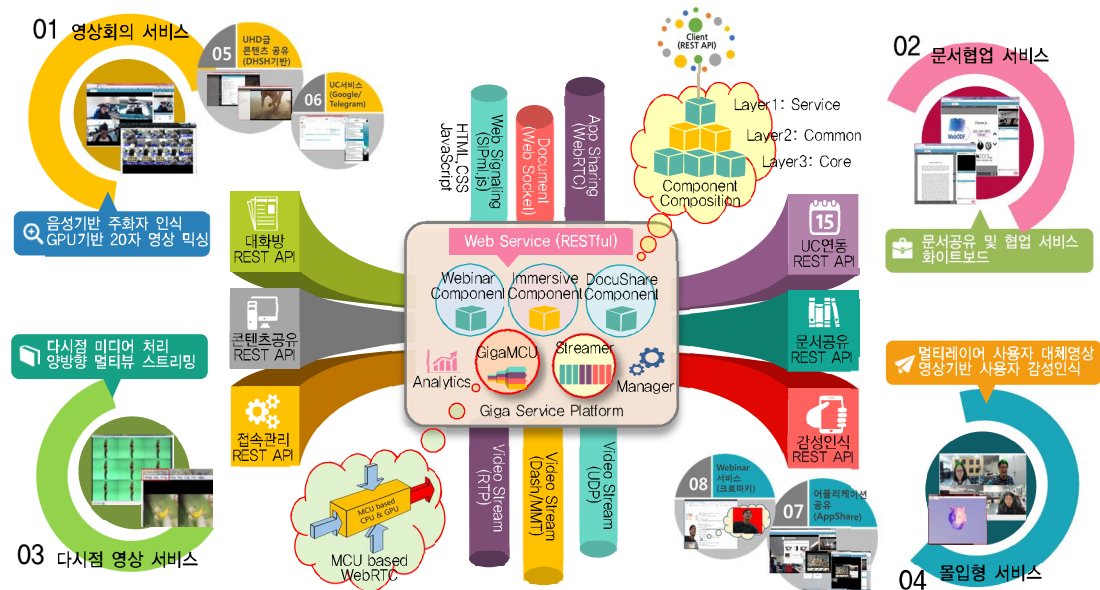 01 영상회의 서비스
05
UHD급
콘텐츠 공유
(DHSH기반)
06
UC서비스
(Google/
Telegram)
음성기반 주화자 인식
GPU기반 20자 영상 믹싱
Client
(REST API)
Layer1: Service
Layer2: Common
Layer3: Core
Component
Composition
02
문서협업 서비스
WebODF
문서공유 및 협업 서비스
화이트보드
HTML,CSS
JavaScript
Web Signaling
(SIPml.js)
Document
(Web Socket)
App Sharing
(WebRTC)
대화방
REST API
콘텐츠공유
REST API
접속관리
REST API
Web Service (RESTful)
Webinar
Component
Immersive
Component
DocuShare
Component
GigaMCU
Streamer
Analytics
Manager
Giga Service Platform
15
UC연동
REST API
문서공유
REST API
감성인식
REST API
다시점 미디어 처리
양방향 멀티뷰 스트리밍
03 다시점 영상 서비스
MCU based
CPU & GPU
MCU based
WebRTC
Video Stream
(RTP)
Video Stream
(Dash/MMT)
Video Stream
(UDP)
08
Webinar
서비스
(크로마키)
07
어플리케이션
공유
(AppShare)
멀티레이어 사용자 대체영상
영상기반 사용자 감성인식
04 몰입형 서비스